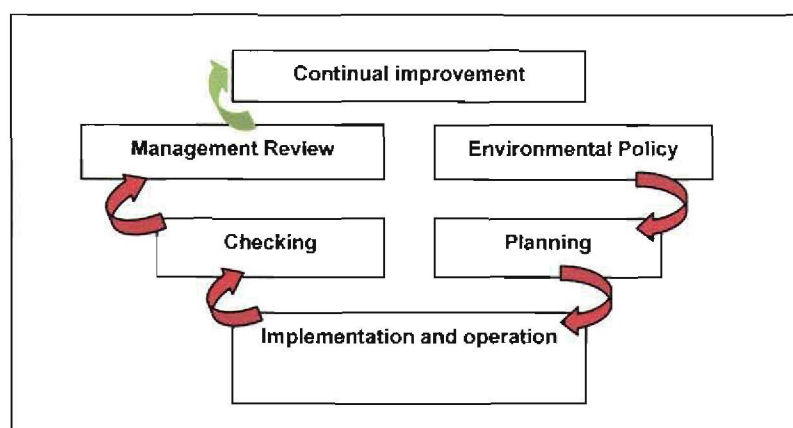 Continual improvement
Management Review
Environmental Policy
Checking
Planning
Implementation and operation